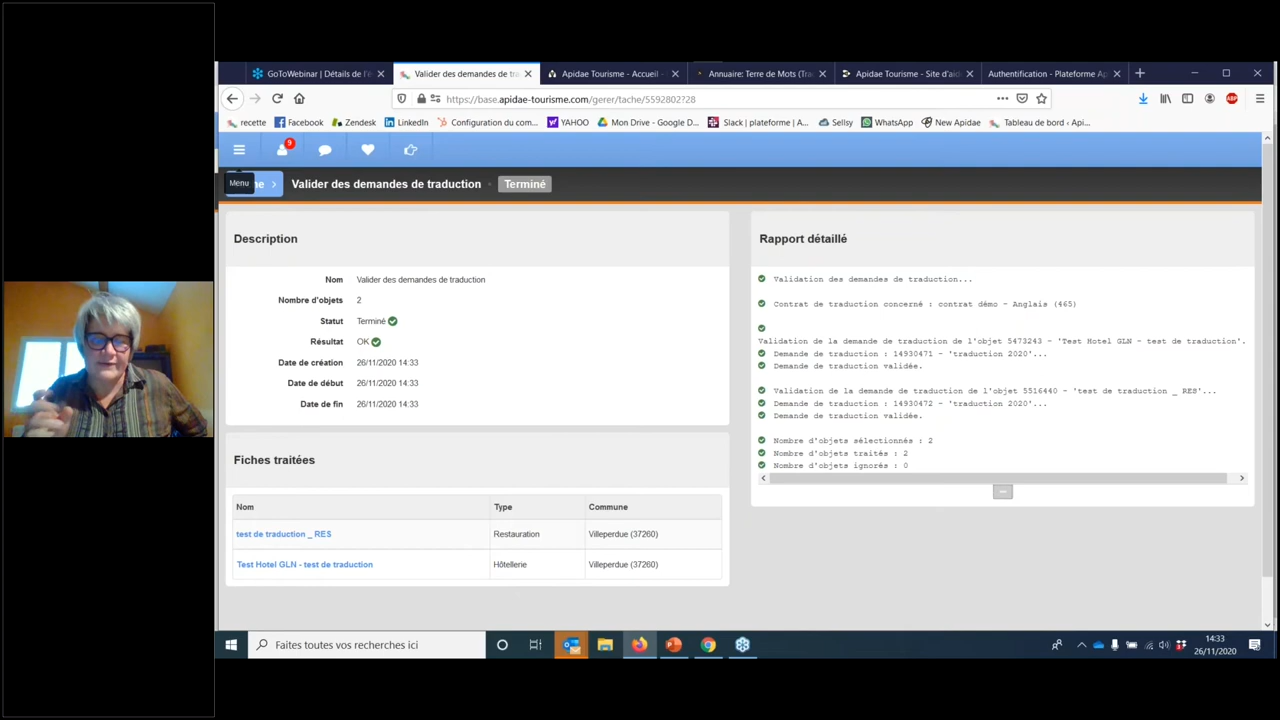 GoToWebinar | Détails de l'é
Valider des demandes de tra
Apidae Tourisme - Accueil -
Annuaire: Terre de Mots (Tra
Apidae Tourisme - Site d'aid
Authentification - Plateforme Ap
https://base.apidae-tourisme.com/gerer/tache/5592802?28
ABP
recette
Facebook
Zendesk
LinkedIn
Configuration du com...
YAHOO
Mon Drive - Google D...
Slack | plateforme | A...
Sellsy
WhatsApp
New Apidae
Tableau de bord ‹ Api...
9
Menu
Valider des demandes de traduction
Terminé
Description
Nom Valider des demandes de traduction
Nombre d'objets 2
Statut Terminé
Résultat OK
Date de création 26/11/2020 14:33
Date de début 26/11/2020 14:33
Date de fin 26/11/2020 14:33
Fiches traitées
Nom Type Commune
test de traduction _ RES Restauration Villeperdue (37260)
Test Hotel GLN - test de traduction Hôtellerie Villeperdue (37260)
Rapport détaillé
Validation des demandes de traduction...
Contrat de traduction concerné : contrat démo - Anglais (465)
Validation de la demande de traduction de l'objet 5473243 - 'Test Hotel GLN - test de traduction'.
Demande de traduction : 14930471 - 'traduction 2020'...
Demande de traduction validée.
Validation de la demande de traduction de l'objet 5516440 - 'test de traduction _ RES'...
Demande de traduction : 14930472 - 'traduction 2020'...
Demande de traduction validée.
Nombre d'objets sélectionnés : 2
Nombre d'objets traités : 2
Nombre d'objets ignorés : 0
Faites toutes vos recherches ici
14:33
26/11/2020